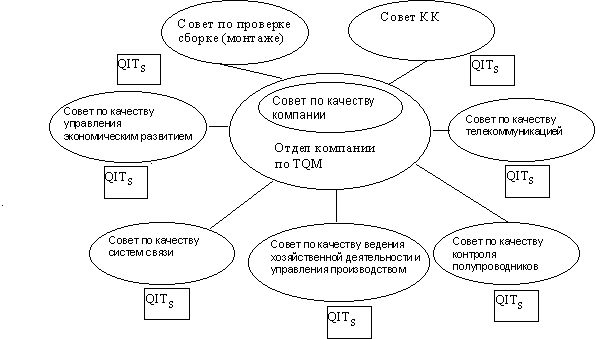 Совет по проверке
сборке (монтаже)
Совет КК
QITS
QITS
Совет по качеству
компании
Совет по качеству
управления
экономическим развитием
Совет по качеству
телекоммуникацией
Отдел компании
по TQM
QITS
QITS
Совет по качеству
систем связи
Совет по качеству ведения
хозяйственной деятельности и
управления производством
Совет по качеству
контроля
полупроводников
QITS
QITS
QITS